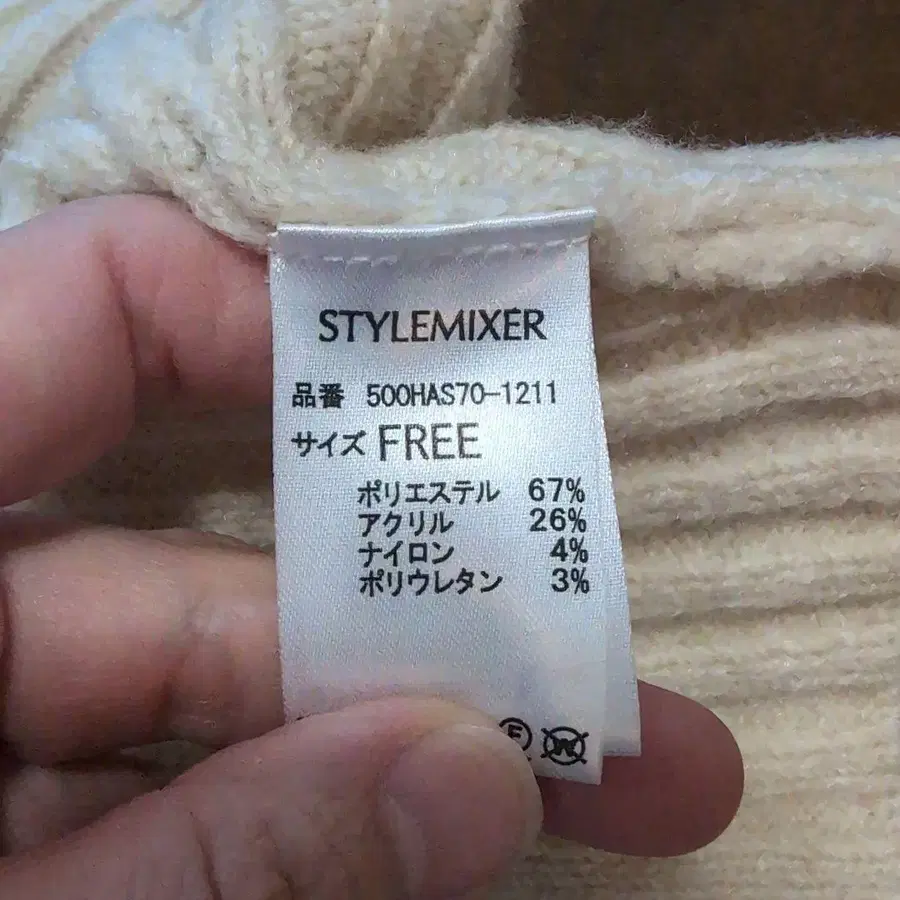 STYLEMIXER
品番 500HAS70-1211
サイズ FREE
ポリエステル 67%
アクリル 26%
ナイロン 4%
ポリウレタン 3%
F W